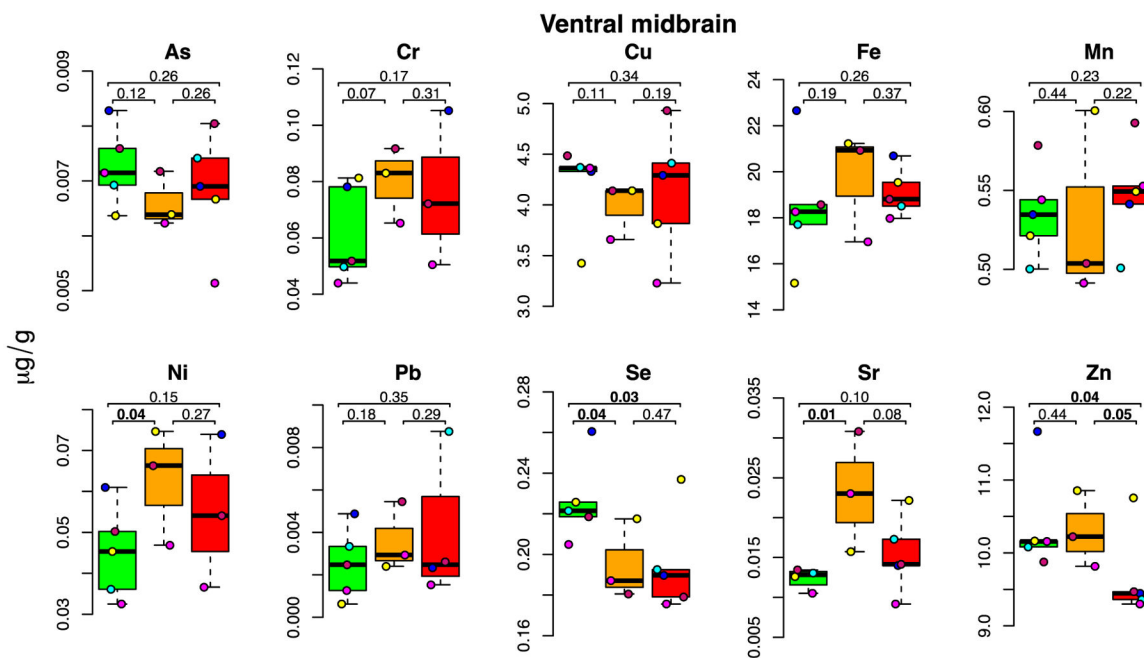 Ventral midbrain
As Cr Cu Fe Mn
0.26 0.17 0.34 0.26 0.23
0.12 0.26 0.07 0.31 0.11 0.19 0.19 0.37 0.44 0.22
0.009 0.007 0.005
0.12 0.10 0.08 0.06 0.04
5.0 4.5 4.0 3.5 3.0
24 22 20 18 16 14
0.60 0.55 0.50
µg/g
Ni Pb Se Sr Zn
0.15 0.35 0.03 0.10 0.04
0.04 0.27 0.18 0.29 0.04 0.47 0.01 0.08 0.44 0.05
0.07 0.05 0.03
0.008 0.004 0.000
0.28 0.24 0.20 0.16
0.035 0.025 0.015 0.005
12.0 11.0 10.0 9.0